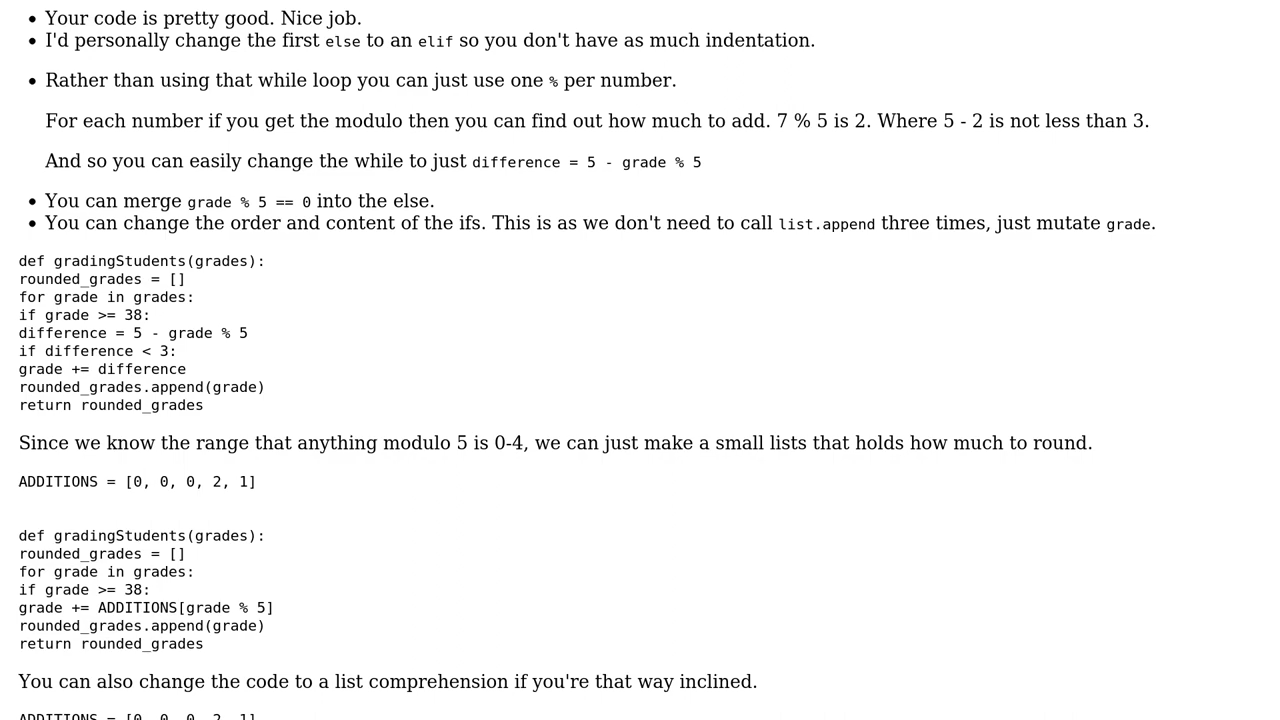 Your code is pretty good. Nice job.
I'd personally change the first else to an elif so you don't have as much indentation.
Rather than using that while loop you can just use one % per number.
For each number if you get the modulo then you can find out how much to add. 7 % 5 is 2. Where 5 - 2 is not less than 3.
And so you can easily change the while to just difference = 5 - grade % 5
You can merge grade % 5 == 0 into the else.
You can change the order and content of the ifs. This is as we don't need to call list.append three times, just mutate grade.
def gradingStudents(grades):
rounded_grades = []
for grade in grades:
if grade >= 38:
difference = 5 - grade % 5
if difference < 3:
grade += difference
rounded_grades.append(grade)
return rounded_grades
Since we know the range that anything modulo 5 is 0-4, we can just make a small lists that holds how much to round.
ADDITIONS = [0, 0, 0, 2, 1]
def gradingStudents(grades):
rounded_grades = []
for grade in grades:
if grade >= 38:
grade += ADDITIONS[grade % 5]
rounded_grades.append(grade)
return rounded_grades
You can also change the code to a list comprehension if you're that way inclined.
ADDITIONS = [0, 0, 0, 2, 1]